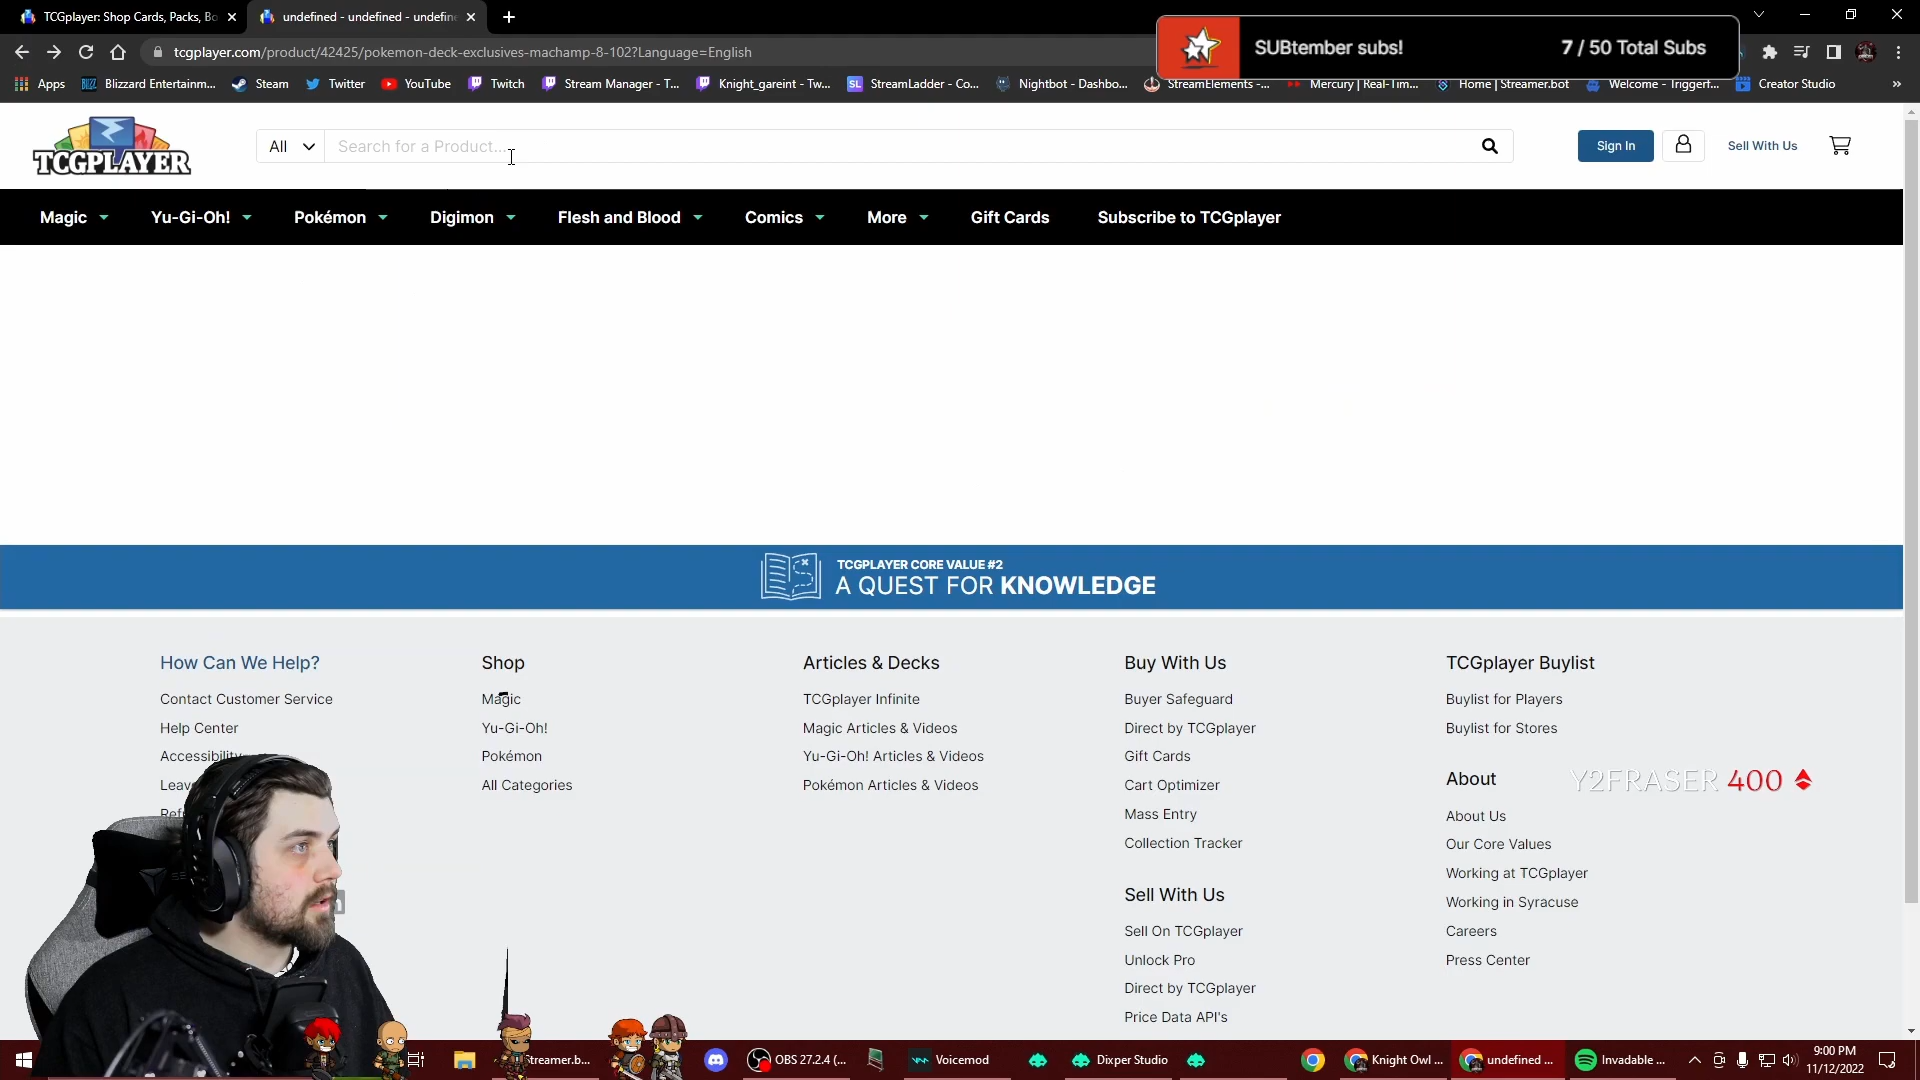 TCGplayer: Shop Cards, Packs, Bo
undefined - undefined - undefine
SUBtember subs!
7 / 50 Total Subs
tcgplayer.com/product/42425/pokemon-deck-exclusives-machamp-8-102?Language=English
Apps
Blizzard Entertainm...
Steam
Twitter
YouTube
Twitch
Stream Manager - T...
Knight_gareint - Tw...
StreamLadder - Co...
Nightbot - Dashbo...
StreamElements -...
Mercury | Real-Tim...
Home | Streamer.bot
Welcome - Triggerf...
Creator Studio
TCGPLAYER
All
Search for a Product...
Sign In
Sell With Us
Magic
Yu-Gi-Oh!
Pokémon
Digimon
Flesh and Blood
Comics
More
Gift Cards
Subscribe to TCGplayer
TCGPLAYER CORE VALUE #2
A QUEST FOR KNOWLEDGE
How Can We Help?
Contact Customer Service
Help Center
Accessibility
Leav
Ref
Shop
Magic
Yu-Gi-Oh!
Pokémon
All Categories
Articles & Decks
TCGplayer Infinite
Magic Articles & Videos
Yu-Gi-Oh! Articles & Videos
Pokémon Articles & Videos
Buy With Us
Buyer Safeguard
Direct by TCGplayer
Gift Cards
Cart Optimizer
Mass Entry
Collection Tracker
Sell With Us
Sell On TCGplayer
Unlock Pro
Direct by TCGplayer
Price Data API's
TCGplayer Buylist
Buylist for Players
Buylist for Stores
About
About Us
Our Core Values
Working at TCGplayer
Working in Syracuse
Careers
Press Center
Y2FRASER 400
Streamer.b...
OBS 27.2.4 (...
Voicemod
Dixper Studio
Knight Owl ...
undefined ...
Invadable ...
9:00 PM
11/12/2022